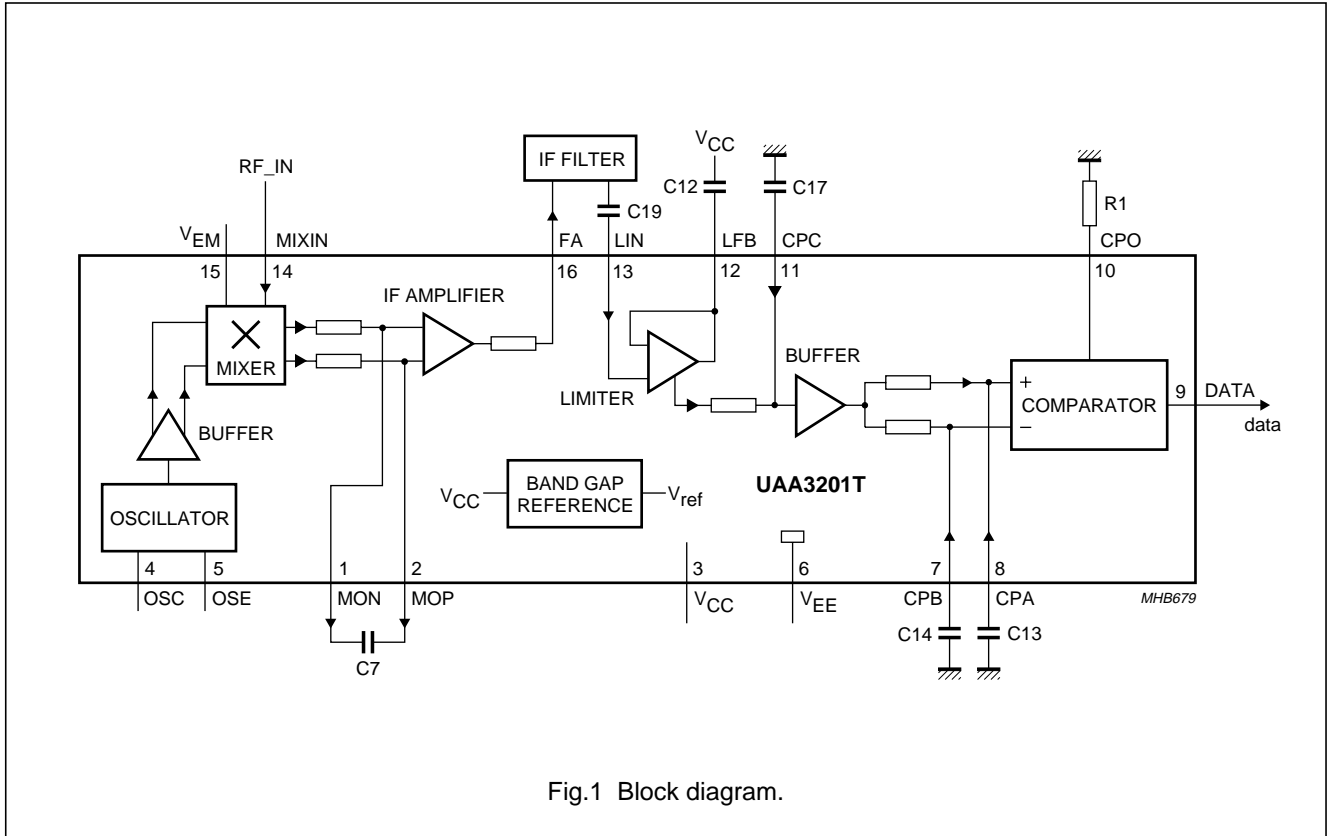 IF FILTER
V_CC
C12
C17
RF_IN
C19
R1
V_EM
MIXIN
FA
LIN
LFB
CPC
CPO
15
14
16
13
12
11
10
IF AMPLIFIER
MIXER
BUFFER
OSCILLATOR
LIMITER
BUFFER
+
−
COMPARATOR
9
DATA
data
V_CC
BAND GAP
REFERENCE
V_ref
UAA3201T
4
5
1
2
3
6
7
8
OSC
OSE
MON
MOP
V_CC
V_EE
CPB
CPA
MHB679
C7
C14
C13
Fig.1 Block diagram.